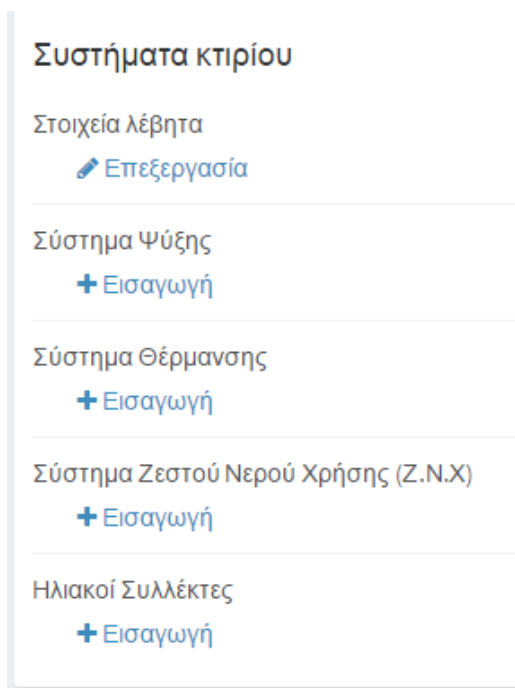 Συστήματα κτιρίου
Στοιχεία λέβητα
Επεξεργασία
Σύστημα Ψύξης
Εισαγωγή
Σύστημα Θέρμανσης
Εισαγωγή
Σύστημα Ζεστού Νερού Χρήσης (Ζ.Ν.Χ)
Εισαγωγή
Ηλιακοί Συλλέκτες
Εισαγωγή